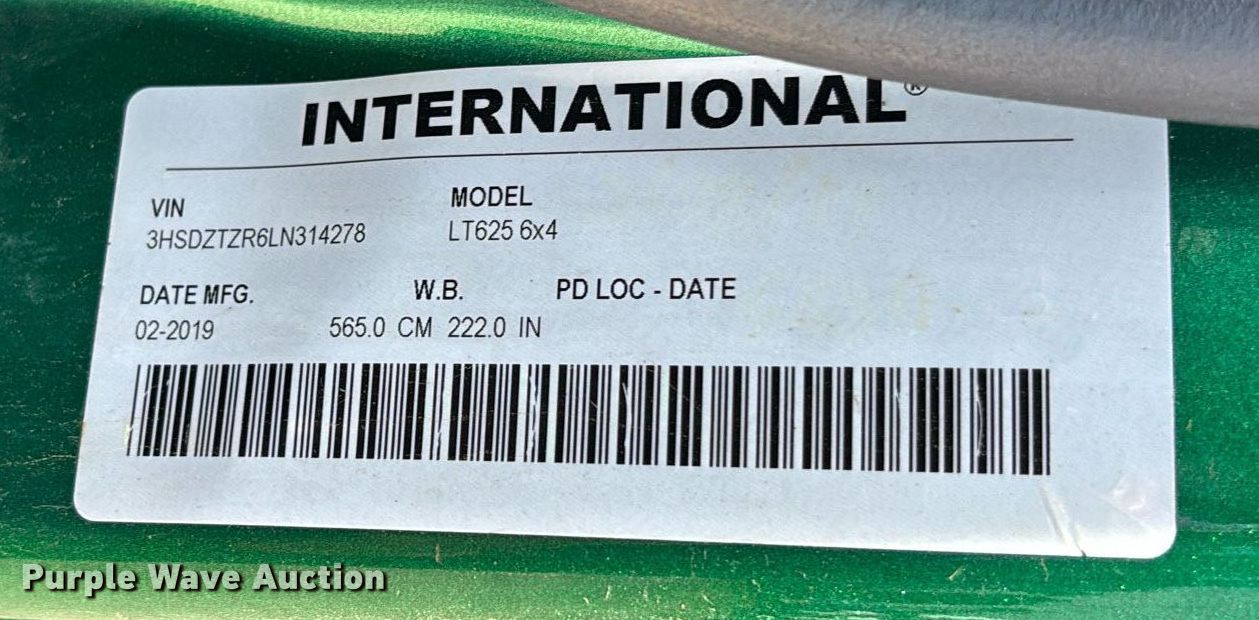 INTERNATIONAL®
VIN
MODEL
3HSDZTZR6LN314278
LT625 6x4
DATE MFG.
W.B.
PD LOC - DATE
02-2019
565.0 CM 222.0 IN
Purple Wave Auction